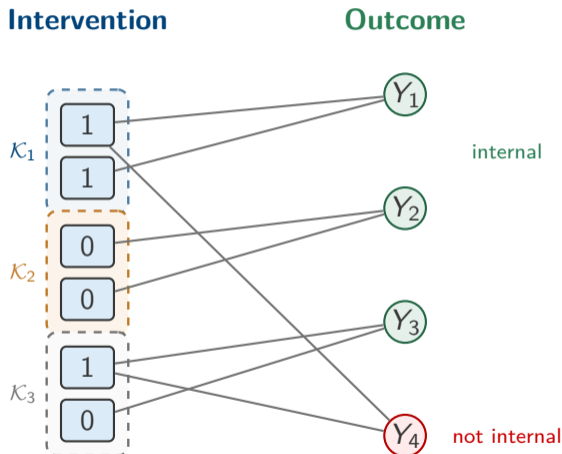 Intervention Outcome
1 Y₁
𝒦₁ internal
1
Y₂
0
𝒦₂
0
Y₃
1
𝒦₃
0
Y₄ not internal